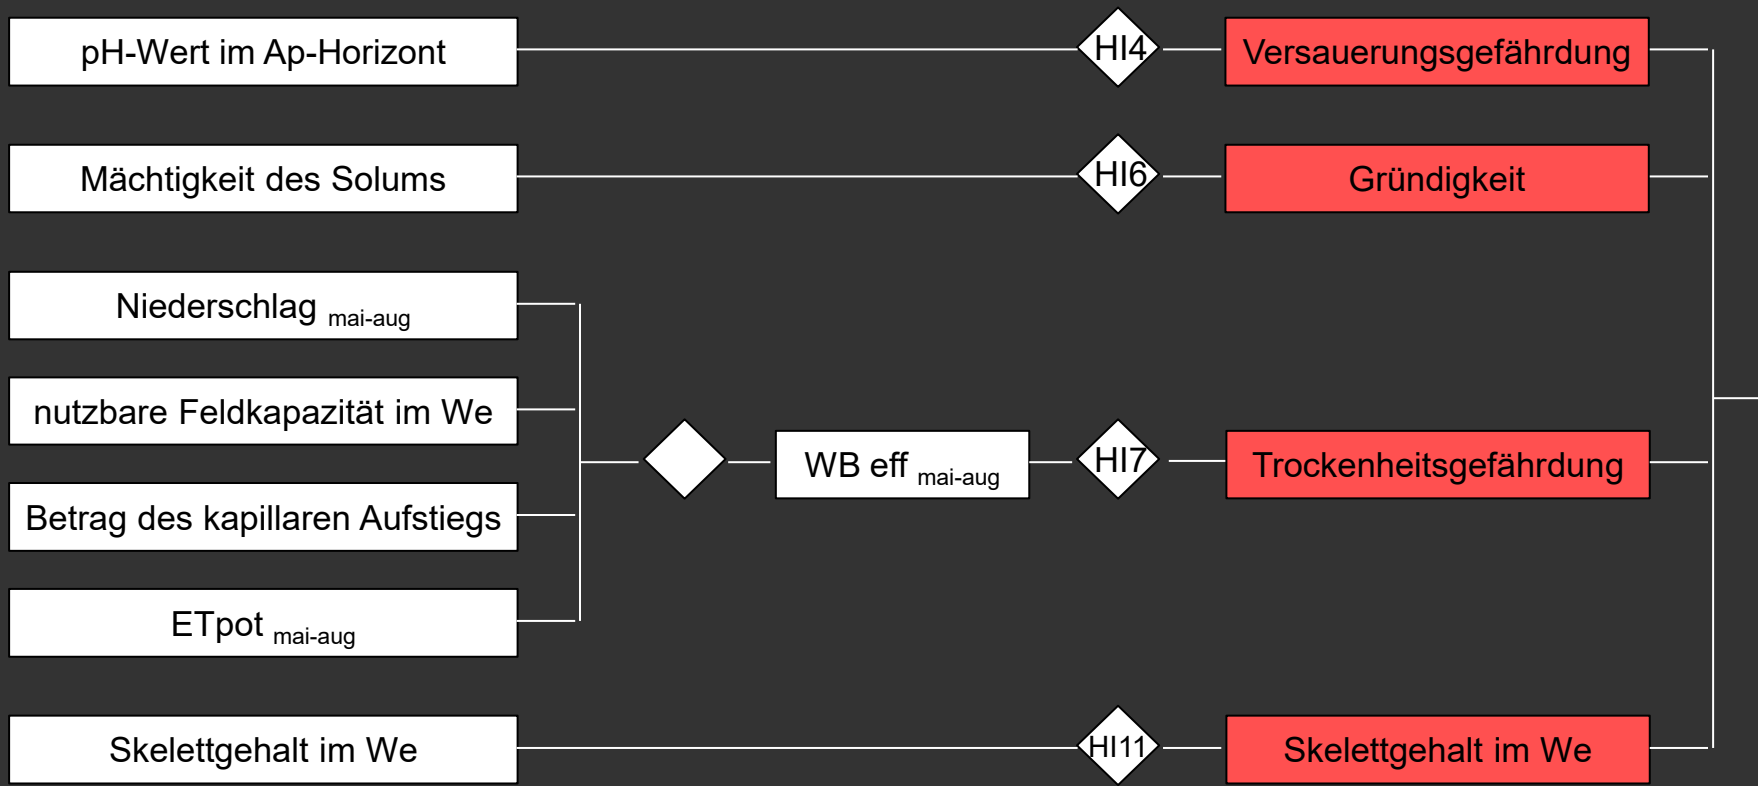 pH-Wert im Ap-Horizont
HI4
Versauerungsgefährdung
Mächtigkeit des Solums
HI6
Gründigkeit
Niederschlag mai-aug
nutzbare Feldkapazität im We
WB eff mai-aug
HI7
Trockenheitsgefährdung
Betrag des kapillaren Aufstiegs
ETpot mai-aug
Skelettgehalt im We
HI11
Skelettgehalt im We